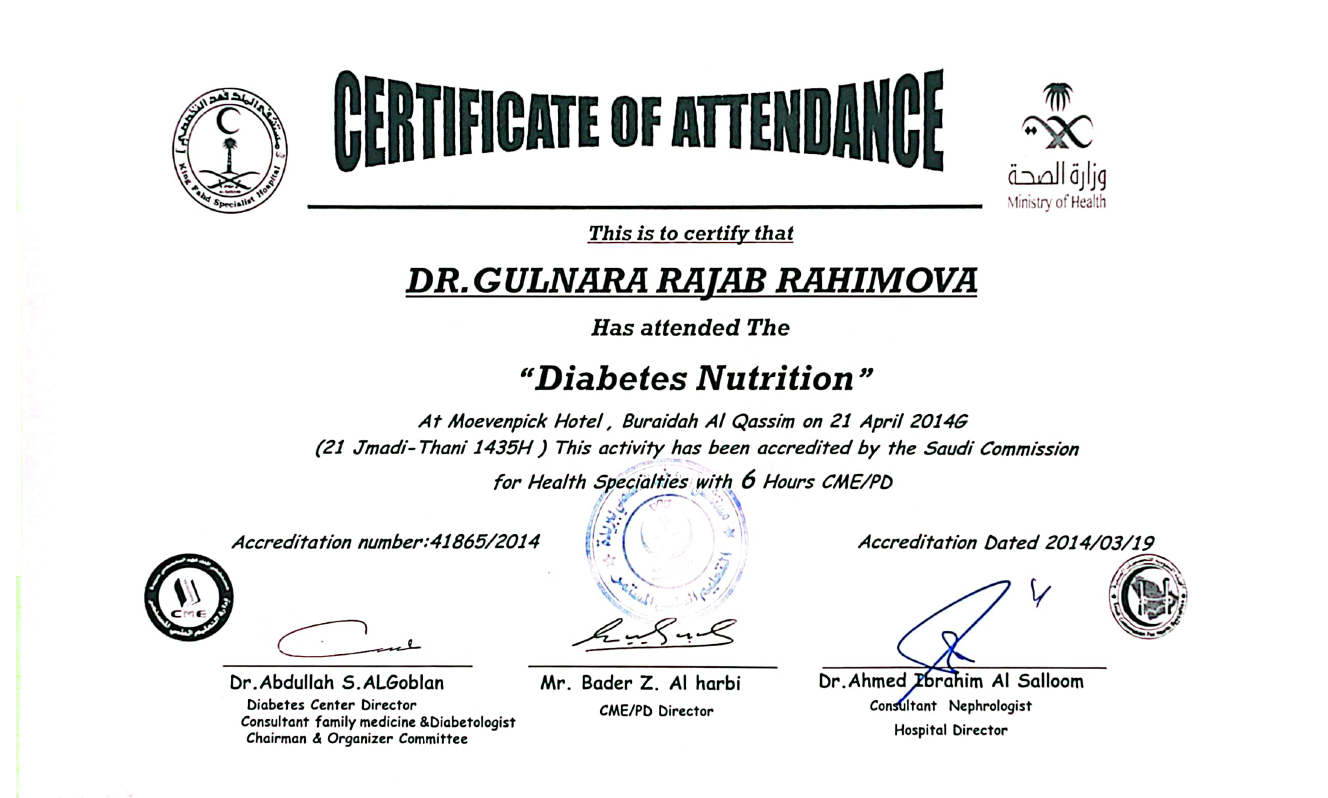 CERTIFICATE OF ATTENDANCE
مستشفى الملك فهد التخصصي
King Fahd Specialist Hospital
وزارة الصحة
Ministry of Health
This is to certify that
DR.GULNARA RAJAB RAHIMOVA
Has attended The
“Diabetes Nutrition”
At Moevenpick Hotel , Buraidah Al Qassim on 21 April 2014G
(21 Jmadi-Thani 1435H ) This activity has been accredited by the Saudi Commission
for Health Specialties with 6 Hours CME/PD
Accreditation number:41865/2014
Accreditation Dated 2014/03/19
CME
Dr.Abdullah S.ALGoblan
Diabetes Center Director
Consultant family medicine &Diabetologist
Chairman & Organizer Committee
Mr. Bader Z. Al harbi
CME/PD Director
Dr.Ahmed Ibrahim Al Salloom
Consultant Nephrologist
Hospital Director